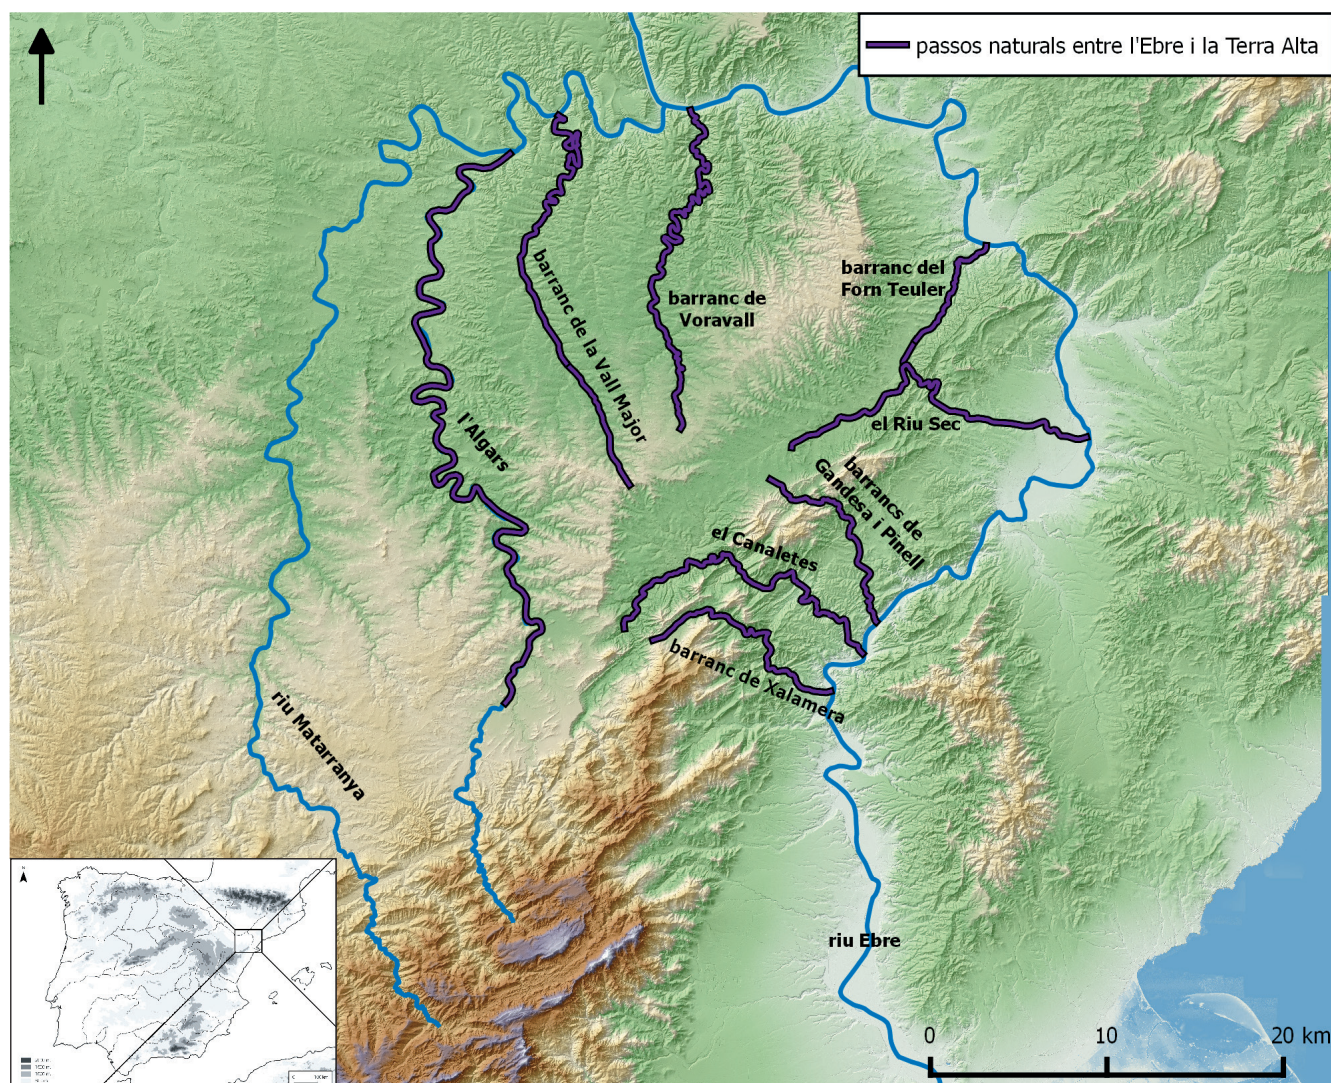 passos naturals entre l'Ebre i la Terra Alta
barranc del
Forn Teuler
barranc de la Vall Major
barranc de
Voravall
l'Algars
el Riu Sec
barrancs de
Gandesa i Pinell
el Canaletes
barranc de Xalamera
riu Matarranya
riu Ebre
0 10 20 km